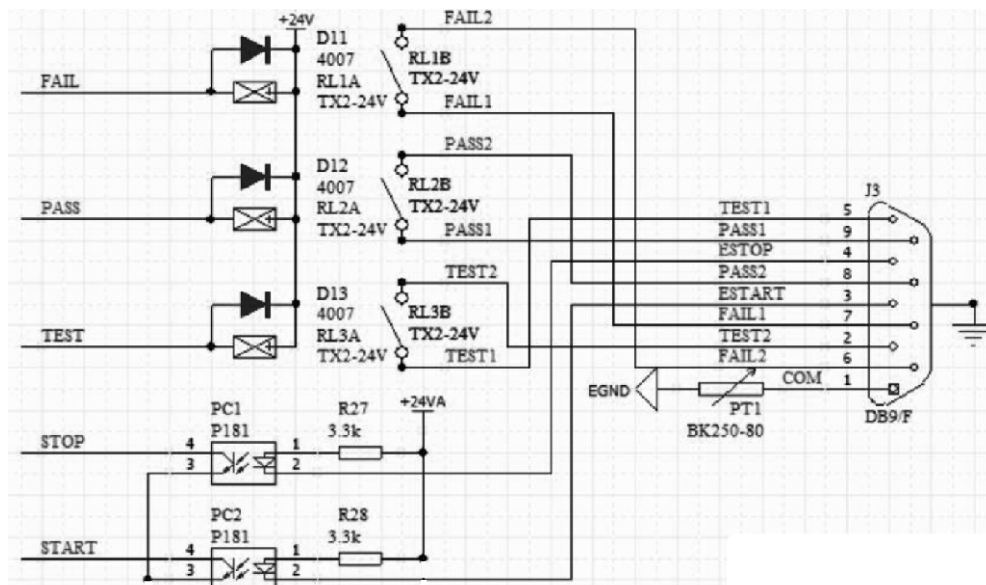 +24V
FAIL2
D11
4007
RL1A
TX2-24V
RL1B
TX2-24V
FAIL
FAIL1
PASS2
D12
4007
RL2A
TX2-24V
RL2B
TX2-24V
PASS
PASS1
TEST2
D13
4007
RL3A
TX2-24V
RL3B
TX2-24V
TEST
TEST1
J3
TEST1 5
PASS1 9
ESTOP 4
PASS2 8
ESTART 3
FAIL1 7
TEST2 2
FAIL2 6
COM 1
EGND
PT1
BK250-80
DB9/F
+24VA
PC1
P181
R27
3.3k
STOP
4 1
3 2
PC2
P181
R28
3.3k
START
4 1
3 2